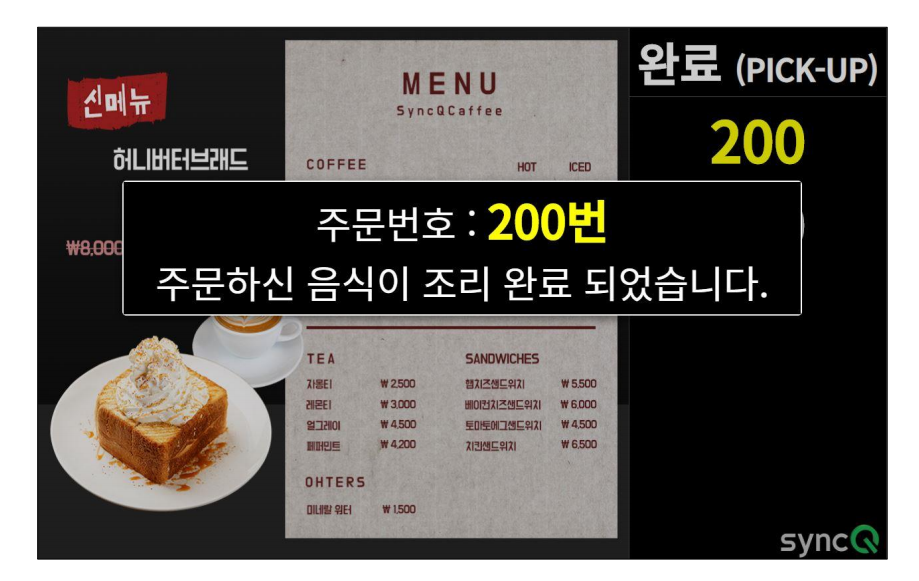 신메뉴
허니버터브래드
₩8,000
MENU
SyncQCaffee
COFFEE HOT ICED
주문번호 : 200번
주문하신 음식이 조리 완료 되었습니다.
TEA
자몽티 ₩ 2,500
레몬티 ₩ 3,000
얼그레이 ₩ 4,500
페퍼민트 ₩ 4,200
SANDWICHES
햄치즈샌드위치 ₩ 5,500
베이컨치즈샌드위치 ₩ 6,000
토마토에그샌드위치 ₩ 4,500
치킨샌드위치 ₩ 6,500
OHTERS
미네랄 워터 ₩ 1,500
완료 (PICK-UP)
200
syncQ